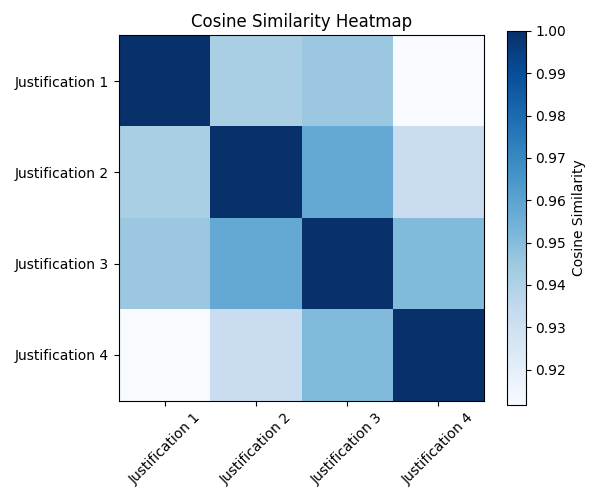 Cosine Similarity Heatmap
Justification 1
Justification 2
Justification 3
Justification 4
Justification 1
Justification 2
Justification 3
Justification 4
1.00
0.99
0.98
0.97
0.96
0.95
0.94
0.93
0.92
Cosine Similarity